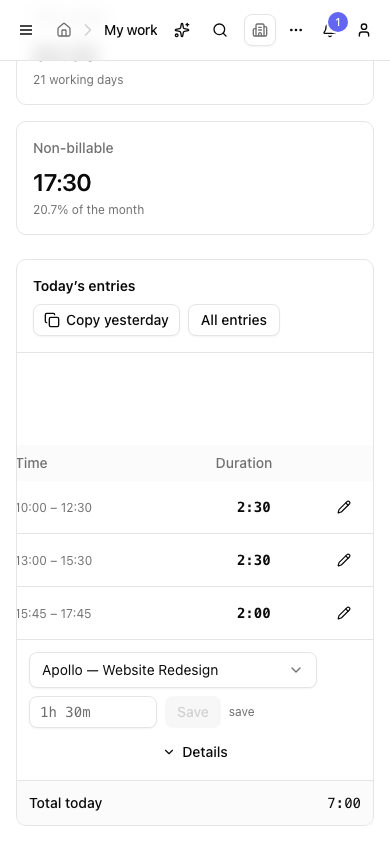 My work
1
21 working days
Non-billable
17:30
20.7% of the month
Today's entries
Copy yesterday
All entries
Time Duration
10:00 – 12:30 2:30
13:00 – 15:30 2:30
15:45 – 17:45 2:00
Apollo — Website Redesign
1h 30m Save save
Details
Total today 7:00